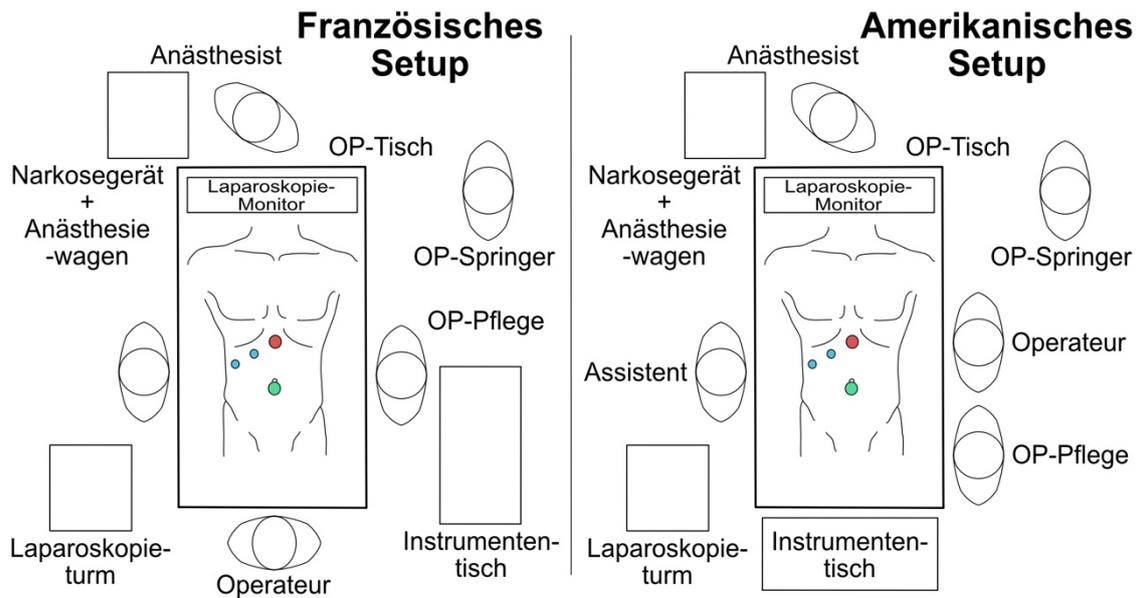 Französisches
Setup
Anästhesist
OP-Tisch
Laparoskopie-
Monitor
Narkosegerät
+
Anästhesie
-wagen
OP-Springer
OP-Pflege
Laparoskopie-
turm
Operateur
Instrumenten-
tisch
Amerikanisches
Setup
Anästhesist
OP-Tisch
Laparoskopie-
Monitor
Narkosegerät
+
Anästhesie
-wagen
OP-Springer
Operateur
Assistent
OP-Pflege
Laparoskopie-
turm
Instrumenten-
tisch